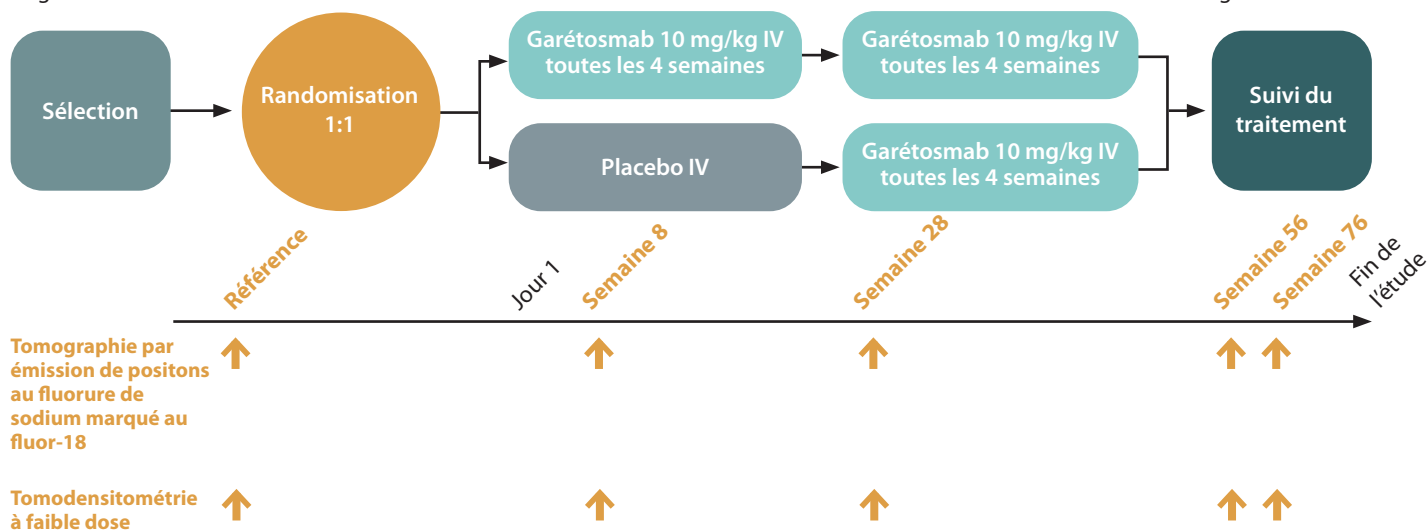 Sélection
Randomisation
1:1
Garétosmab 10 mg/kg IV
toutes les 4 semaines
Garétosmab 10 mg/kg IV
toutes les 4 semaines
Placebo IV
Garétosmab 10 mg/kg IV
toutes les 4 semaines
Suivi du
traitement
Référence
Jour 1
Semaine 8
Semaine 28
Semaine 56
Semaine 76
Fin de
l'étude
Tomographie par
émission de positons
au fluorure de
sodium marqué au
fluor-18
Tomodensitométrie
à faible dose